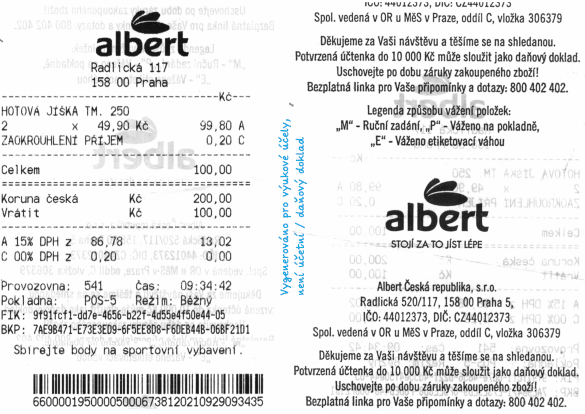 albert
Radlická 117
158 00 Praha
Kč
HOTOVÁ JÍŠKA TM. 250
2 x 49,90 Kč 99,80 A
ZAOKROUHLENÍ PŘÍJEM 0,20 C
Celkem 100,00
Koruna česká Kč 200,00
Vrátit Kč 100,00
A 15% DPH z 86,78 13,02
C 00% DPH z 0,20 0,00
Provozovna: 541 čas: 09:34:42
Pokladna: POS-5 Režim: Běžný
FIK: 9f91fcf1-dd7e-4656-b22f-4d55e4f50e44-05
BKP: 7AE9B471-E73E3ED9-6F5EE8D8-F6DEB44B-06BF21D1
Sbírejte body na sportovní vybavení.
6600001950000500067381202109290934​35
Vygenerováno pro výukové účely,
není účetní / daňový doklad
IČO: 44012373, DIČ: CZ44012373
Spol. vedená v OR u MěS v Praze, oddíl C, vložka 306379
Děkujeme za Vaši návštěvu a těšíme se na shledanou.
Potvrzená účtenka do 10 000 Kč může sloužit jako daňový doklad.
Uschovejte po dobu záruky zakoupeného zboží!
Bezplatná linka pro Vaše připomínky a dotazy: 800 402 402.
Legenda způsobu vážení položek:
„M“ - Ruční zadání, „P“ - Váženo na pokladně,
„E“ - Váženo etiketovací váhou
albert
STOJÍ ZA TO JÍST LÉPE
Albert Česká republika, s.r.o.
Radlická 520/117, 158 00 Praha 5,
IČO: 44012373, DIČ: CZ44012373
Spol. vedená v OR u MěS v Praze, oddíl C, vložka 306379
Děkujeme za Vaši návštěvu a těšíme se na shledanou.
Potvrzená účtenka do 10 000 Kč může sloužit jako daňový doklad.
Uschovejte po dobu záruky zakoupeného zboží!
Bezplatná linka pro Vaše připomínky a dotazy: 800 402 402.